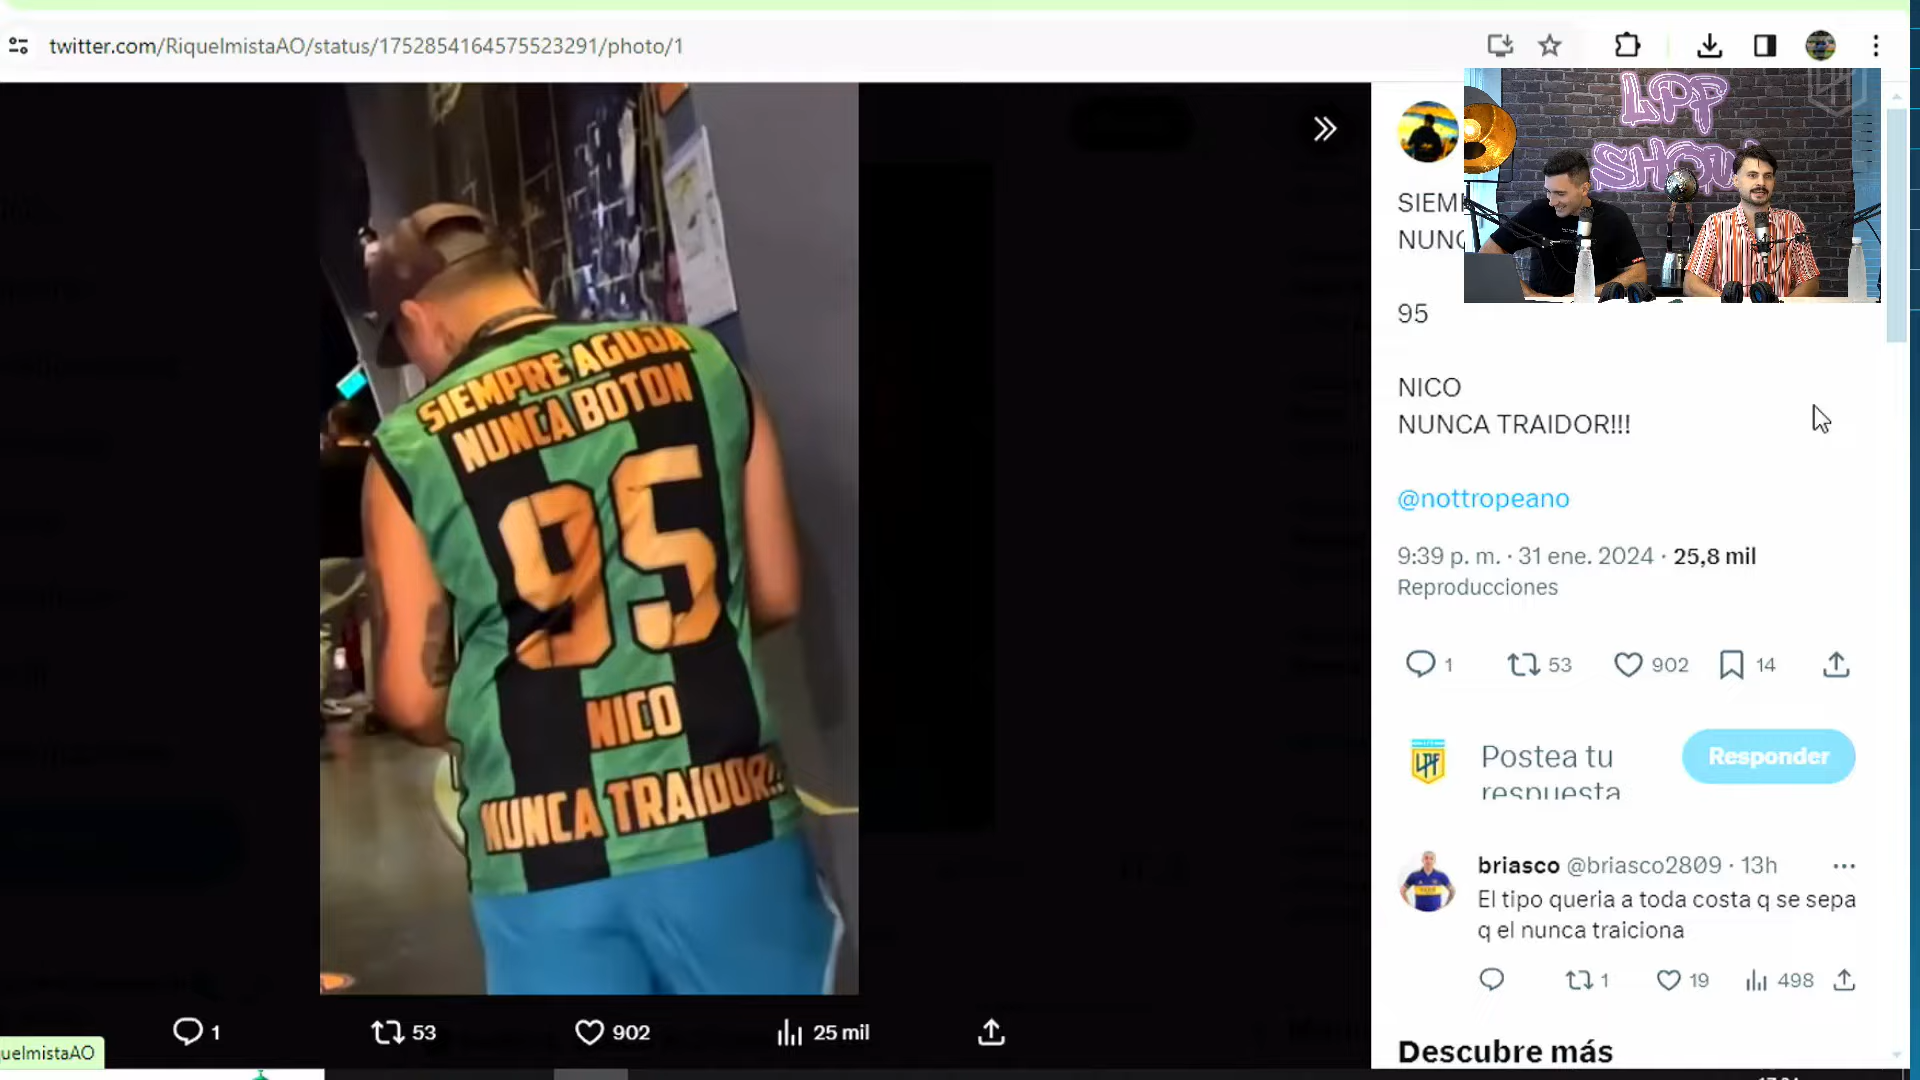 twitter.com/RiquelmistaAO/status/1752854164575523291/photo/1
SIEMPRE AGUJA
NUNCA BOTON
95
NICO
NUNCA TRAIDOR!!
LPF
SHOW
SIEM
NUNC
95
NICO
NUNCA TRAIDOR!!!
@nottropeano
9:39 p. m. · 31 ene. 2024 · 25,8 mil
Reproducciones
1 53 902 14
LPF
Postea tu
respuesta
Responder
briasco @briasco2809 · 13h ···
El tipo queria a toda costa q se sepa
q el nunca traiciona
1 19 498
Descubre más
1 53 902 25 mil
uelmistaAO